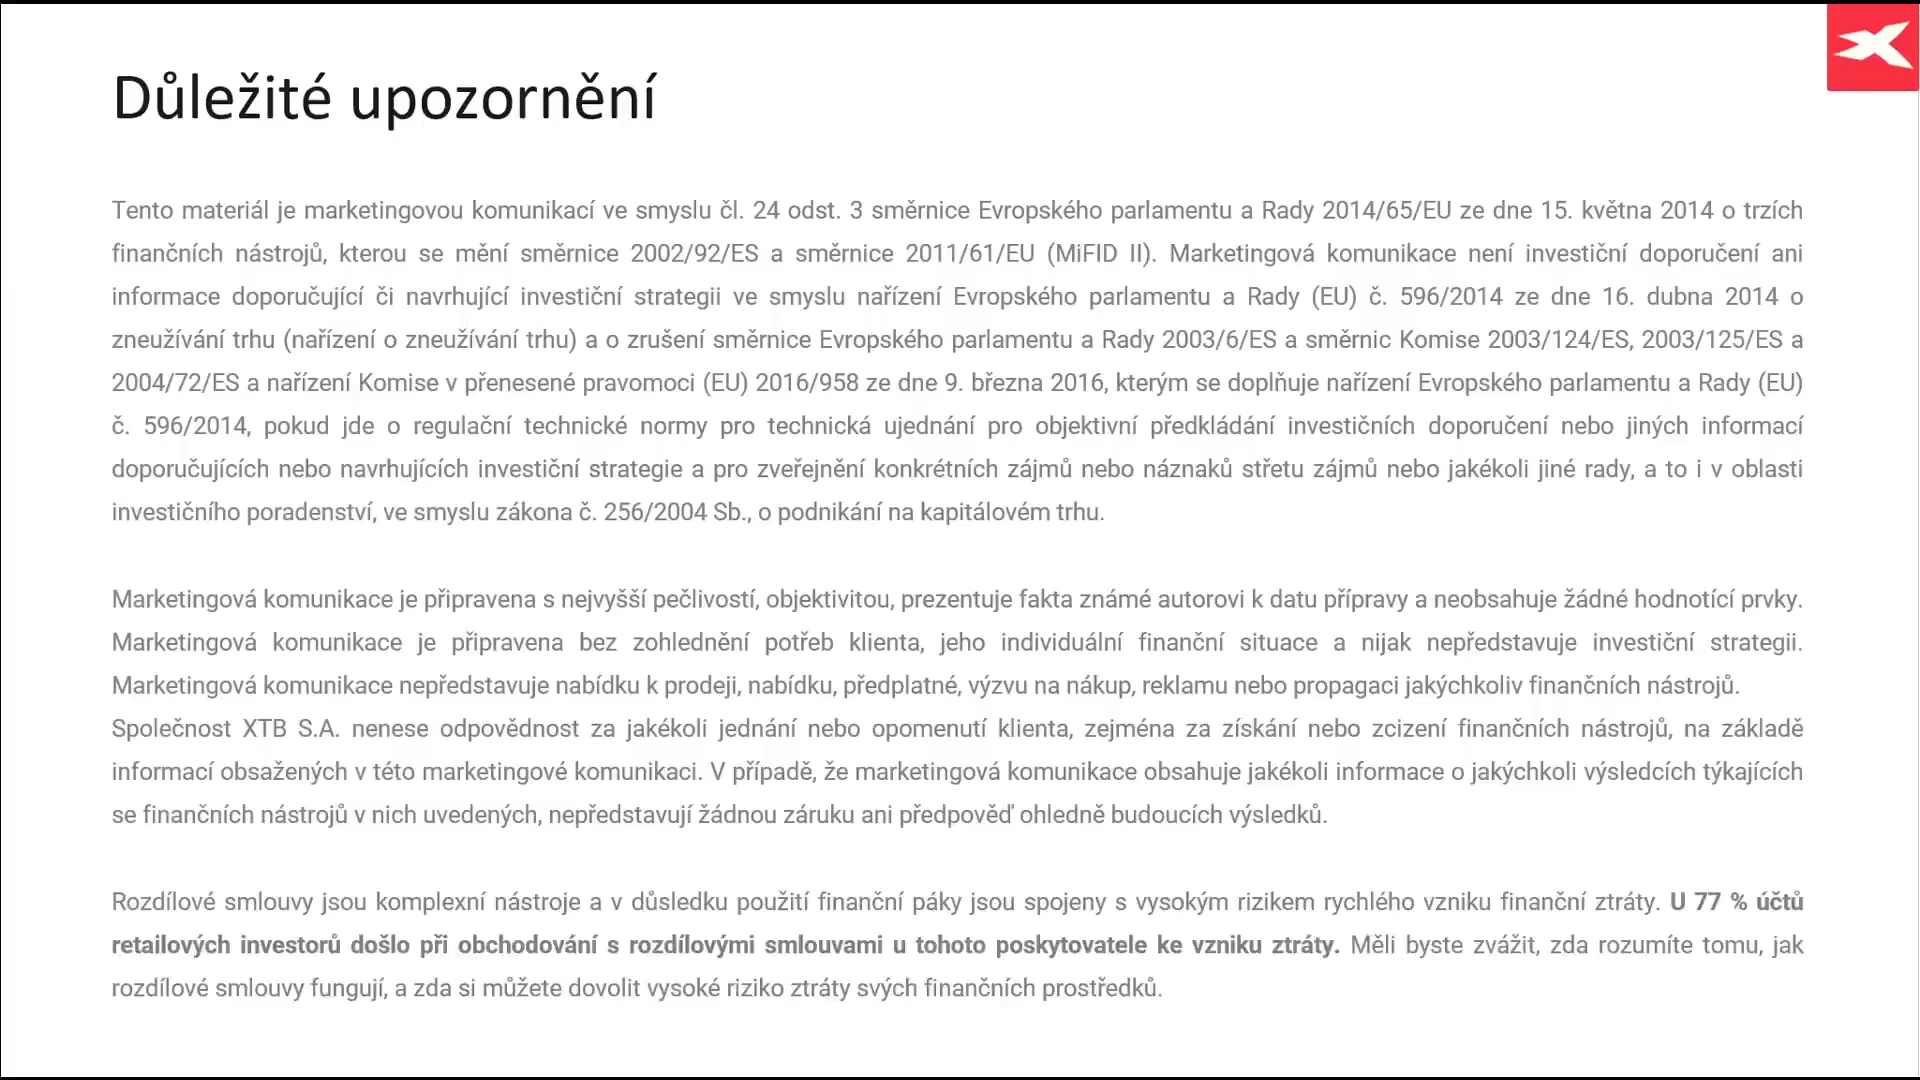 Důležité upozornění
Tento materiál je marketingovou komunikací ve smyslu čl. 24 odst. 3 směrnice Evropského parlamentu a Rady 2014/65/EU ze dne 15. května 2014 o trzích
finančních nástrojů, kterou se mění směrnice 2002/92/ES a směrnice 2011/61/EU (MiFID II). Marketingová komunikace není investiční doporučení ani
informace doporučující či navrhující investiční strategii ve smyslu nařízení Evropského parlamentu a Rady (EU) č. 596/2014 ze dne 16. dubna 2014 o
zneužívání trhu (nařízení o zneužívání trhu) a o zrušení směrnice Evropského parlamentu a Rady 2003/6/ES a směrnic Komise 2003/124/ES, 2003/125/ES a
2004/72/ES a nařízení Komise v přenesené pravomoci (EU) 2016/958 ze dne 9. března 2016, kterým se doplňuje nařízení Evropského parlamentu a Rady (EU)
č. 596/2014, pokud jde o regulační technické normy pro technická ujednání pro objektivní předkládání investičních doporučení nebo jiných informací
doporučujících nebo navrhujících investiční strategie a pro zveřejnění konkrétních zájmů nebo náznaků střetu zájmů nebo jakékoli jiné rady, a to i v oblasti
investičního poradenství, ve smyslu zákona č. 256/2004 Sb., o podnikání na kapitálovém trhu.
Marketingová komunikace je připravena s nejvyšší pečlivostí, objektivitou, prezentuje fakta známé autorovi k datu přípravy a neobsahuje žádné hodnotící prvky.
Marketingová komunikace je připravena bez zohlednění potřeb klienta, jeho individuální finanční situace a nijak nepředstavuje investiční strategii.
Marketingová komunikace nepředstavuje nabídku k prodeji, nabídku, předplatné, výzvu na nákup, reklamu nebo propagaci jakýchkoliv finančních nástrojů.
Společnost XTB S.A. nenese odpovědnost za jakékoli jednání nebo opomenutí klienta, zejména za získání nebo zcizení finančních nástrojů, na základě
informací obsažených v této marketingové komunikaci. V případě, že marketingová komunikace obsahuje jakékoli informace o jakýchkoli výsledcích týkajících
se finančních nástrojů v nich uvedených, nepředstavují žádnou záruku ani předpověď ohledně budoucích výsledků.
Rozdílové smlouvy jsou komplexní nástroje a v důsledku použití finanční páky jsou spojeny s vysokým rizikem rychlého vzniku finanční ztráty. U 77 % účtů
retailových investorů došlo při obchodování s rozdílovými smlouvami u tohoto poskytovatele ke vzniku ztráty. Měli byste zvážit, zda rozumíte tomu, jak
rozdílové smlouvy fungují, a zda si můžete dovolit vysoké riziko ztráty svých finančních prostředků.